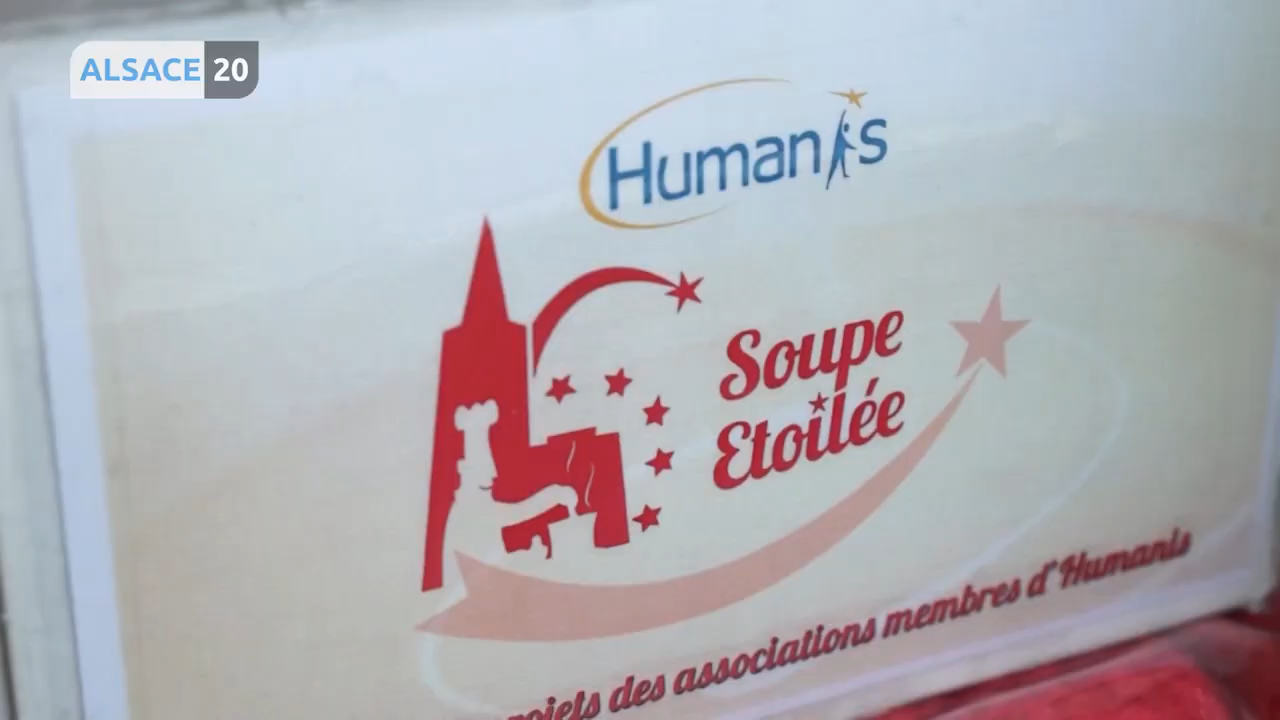 ALSACE 20
Humanis
Soupe
Etoilée
des associations membres d'Humanis